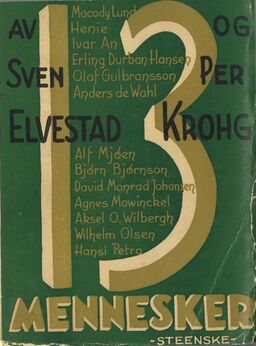 Macody Lund
AV Henie OG
Ivar An
Erling Durban Hansen
SVEN Olaf Gulbransson PER
Anders de Wahl
ELVESTAD KROHG
13
Alf Mjøen
Bjørn Bjørnson
David Monrad Johansen
Agnes Mowinckel
Aksel O. Wilbergh
Wilhelm Olsen
Hansi Petra
MENNESKER
-STEENSKE-